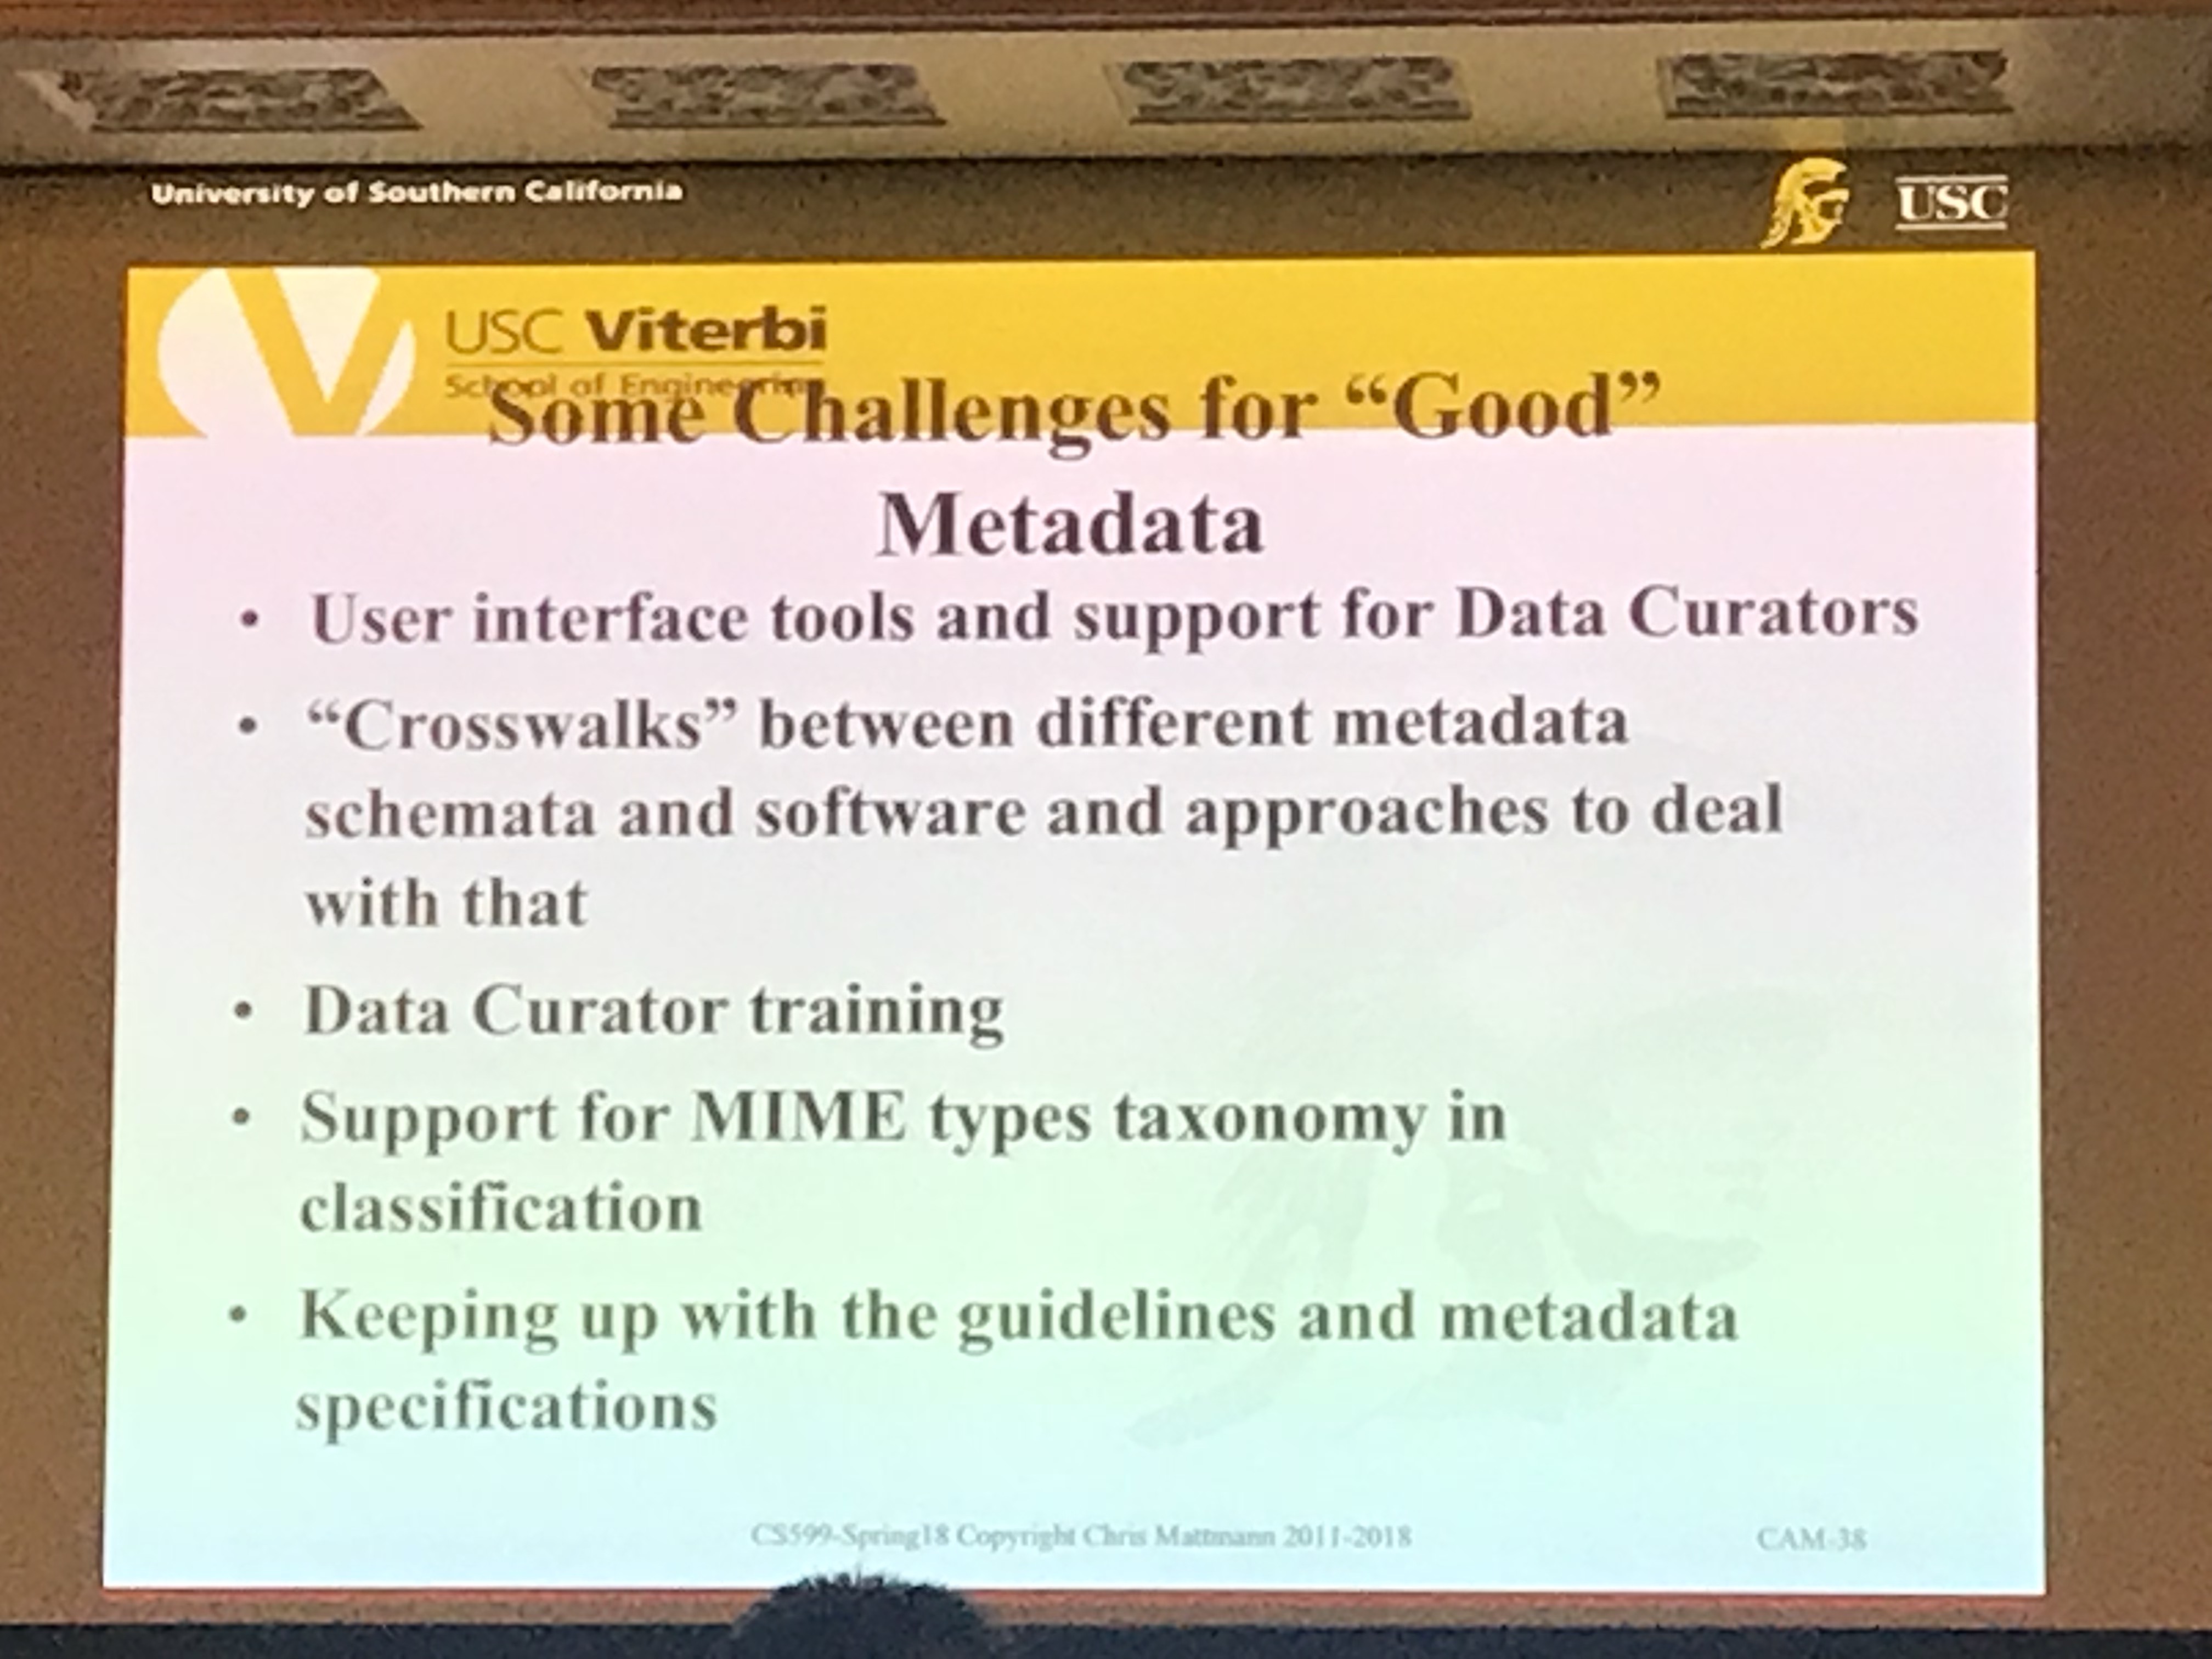 University of Southern California
USC
USC Viterbi
School of Engineering
Some Challenges for “Good”
Metadata
• User interface tools and support for Data Curators
• “Crosswalks” between different metadata
schemata and software and approaches to deal
with that
• Data Curator training
• Support for MIME types taxonomy in
classification
• Keeping up with the guidelines and metadata
specifications
CS599-Spring18 Copyright Chris Mattmann 2011-2018
CAM-38